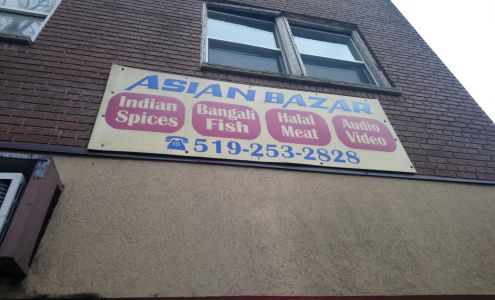 ASIAN BAZAR
Indian Spices
Bangali Fish
Halal Meat
Audio Video
519-253-2828